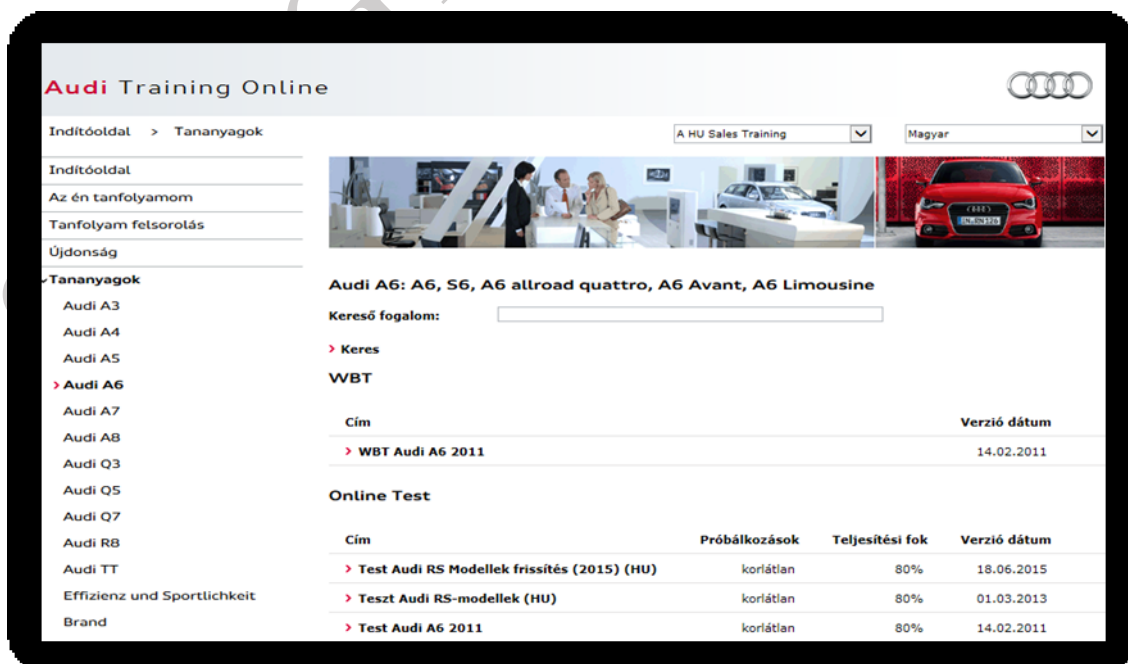 Audi Training Online
Indítóoldal > Tananyagok
A HU Sales Training
Magyar
Indítóoldal
Az én tanfolyamom
Tanfolyam felsorolás
Újdonság
Tananyagok
Audi A3
Audi A4
Audi A5
> Audi A6
Audi A7
Audi A8
Audi Q3
Audi Q5
Audi Q7
Audi R8
Audi TT
Effizienz und Sportlichkeit
Brand
Audi A6: A6, S6, A6 allroad quattro, A6 Avant, A6 Limousine
Kereső fogalom:
> Keres
WBT
Cím Verzió dátum
> WBT Audi A6 2011 14.02.2011
Online Test
Cím Próbálkozások Teljesítési fok Verzió dátum
> Test Audi RS Modellek frissítés (2015) (HU) korlátlan 80% 18.06.2015
> Teszt Audi RS-modellek (HU) korlátlan 80% 01.03.2013
> Test Audi A6 2011 korlátlan 80% 14.02.2011